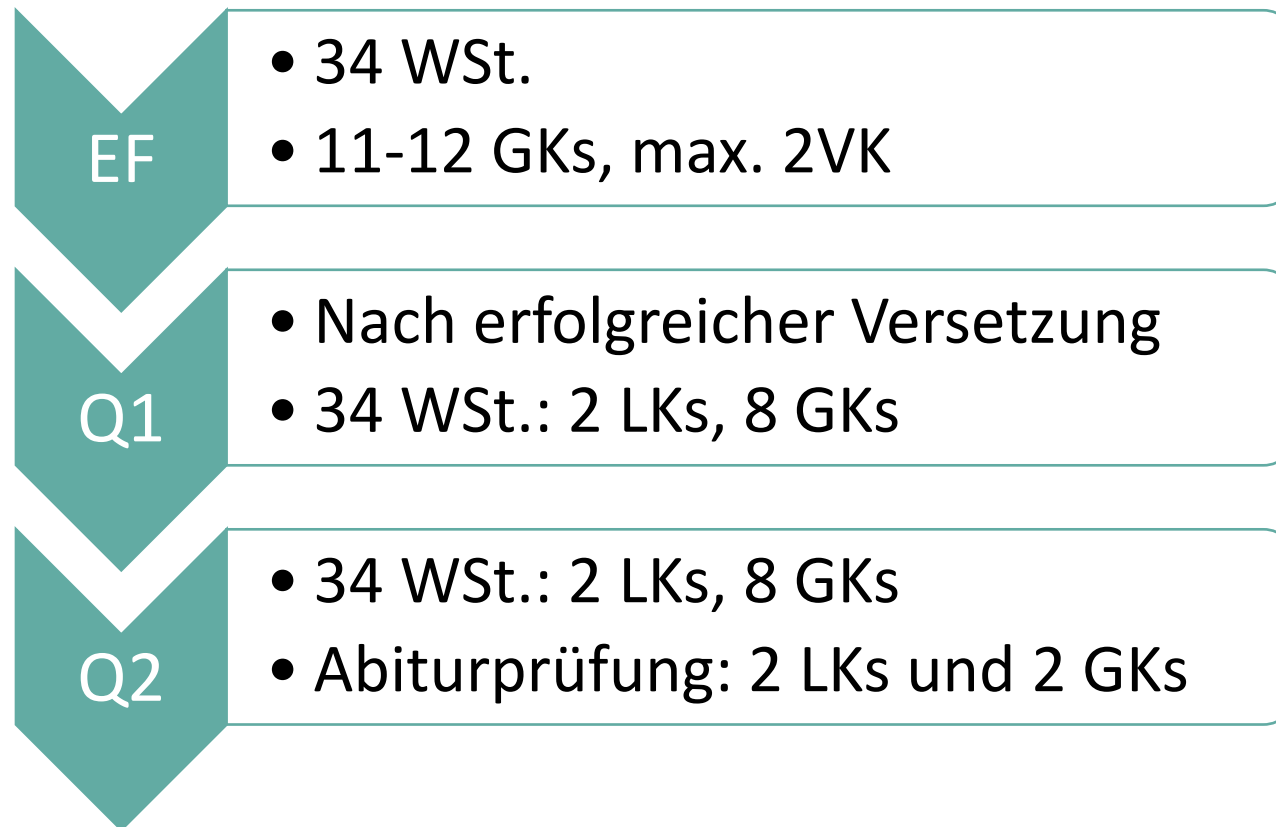 EF
• 34 WSt.
• 11-12 GKs, max. 2VK
Q1
• Nach erfolgreicher Versetzung
• 34 WSt.: 2 LKs, 8 GKs
Q2
• 34 WSt.: 2 LKs, 8 GKs
• Abiturprüfung: 2 LKs und 2 GKs